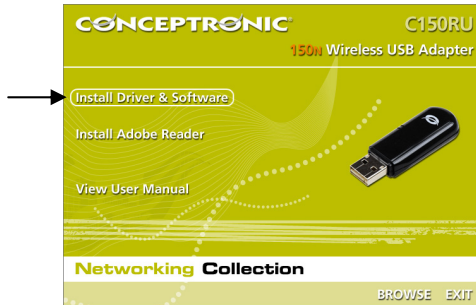 CONCEPTRONIC® C150RU
150N Wireless USB Adapter
Install Driver & Software
Install Adobe Reader
View User Manual
Networking Collection
BROWSE EXIT